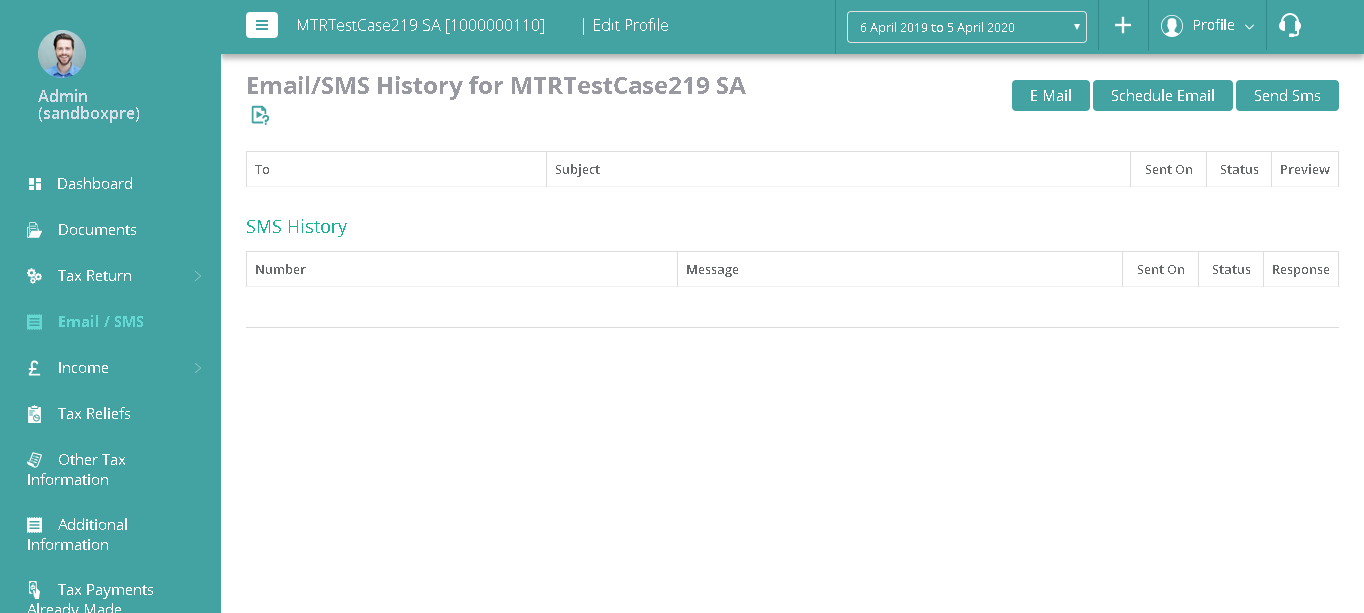 MTRTestCase219 SA [1000000110] | Edit Profile
6 April 2019 to 5 April 2020
Profile
Admin
(sandboxpre)
Dashboard
Documents
Tax Return
Email / SMS
£ Income
Tax Reliefs
Other Tax
Information
Additional
Information
Tax Payments
Already Made
Email/SMS History for MTRTestCase219 SA
E Mail
Schedule Email
Send Sms
To Subject Sent On Status Preview
SMS History
Number Message Sent On Status Response